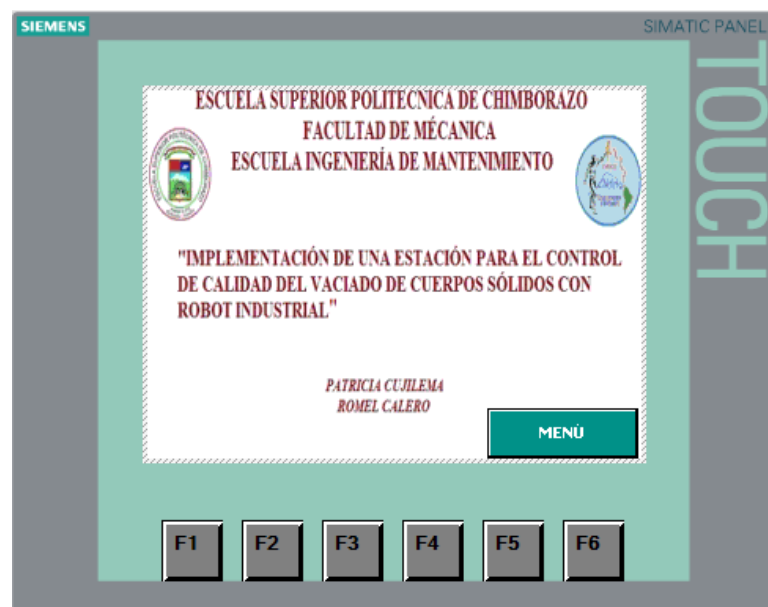 SIEMENS
SIMATIC PANEL
TOUCH
ESCUELA SUPERIOR POLITECNICA DE CHIMBORAZO
FACULTAD DE MÉCANICA
ESCUELA INGENIERÍA DE MANTENIMIENTO
"IMPLEMENTACIÓN DE UNA ESTACIÓN PARA EL CONTROL
DE CALIDAD DEL VACIADO DE CUERPOS SÓLIDOS CON
ROBOT INDUSTRIAL"
PATRICIA CUJILEMA
ROMEL CALERO
MENÚ
F1 F2 F3 F4 F5 F6